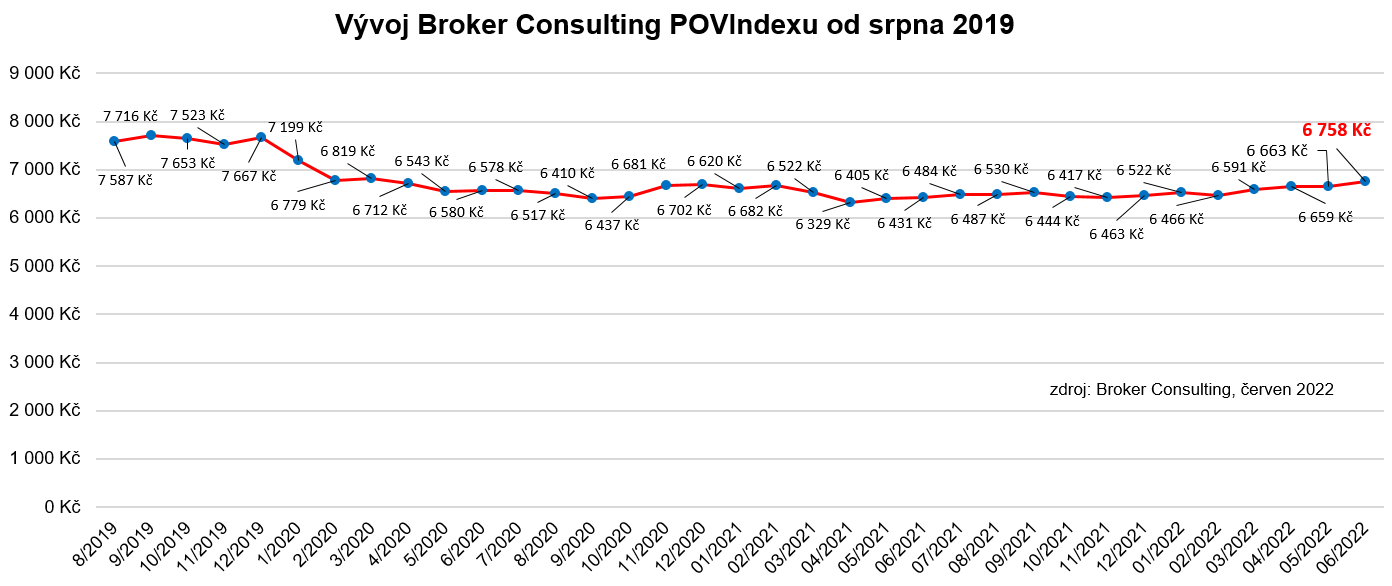 Vývoj Broker Consulting POVIndexu od srpna 2019
9 000 Kč
8 000 Kč
7 000 Kč
6 000 Kč
5 000 Kč
4 000 Kč
3 000 Kč
2 000 Kč
1 000 Kč
0 Kč
7 587 Kč
7 716 Kč
7 653 Kč
7 523 Kč
7 667 Kč
7 199 Kč
6 779 Kč
6 819 Kč
6 712 Kč
6 543 Kč
6 580 Kč
6 578 Kč
6 517 Kč
6 410 Kč
6 437 Kč
6 681 Kč
6 702 Kč
6 620 Kč
6 682 Kč
6 522 Kč
6 329 Kč
6 405 Kč
6 431 Kč
6 484 Kč
6 487 Kč
6 530 Kč
6 444 Kč
6 417 Kč
6 463 Kč
6 522 Kč
6 466 Kč
6 591 Kč
6 659 Kč
6 663 Kč
6 758 Kč
zdroj: Broker Consulting, červen 2022
8/2019
9/2019
10/2019
11/2019
12/2019
1/2020
2/2020
3/2020
4/2020
5/2020
6/2020
7/2020
8/2020
9/2020
10/2020
11/2020
12/2020
01/2021
02/2021
03/2021
04/2021
05/2021
06/2021
07/2021
08/2021
09/2021
10/2021
11/2021
12/2021
01/2022
02/2022
03/2022
04/2022
05/2022
06/2022